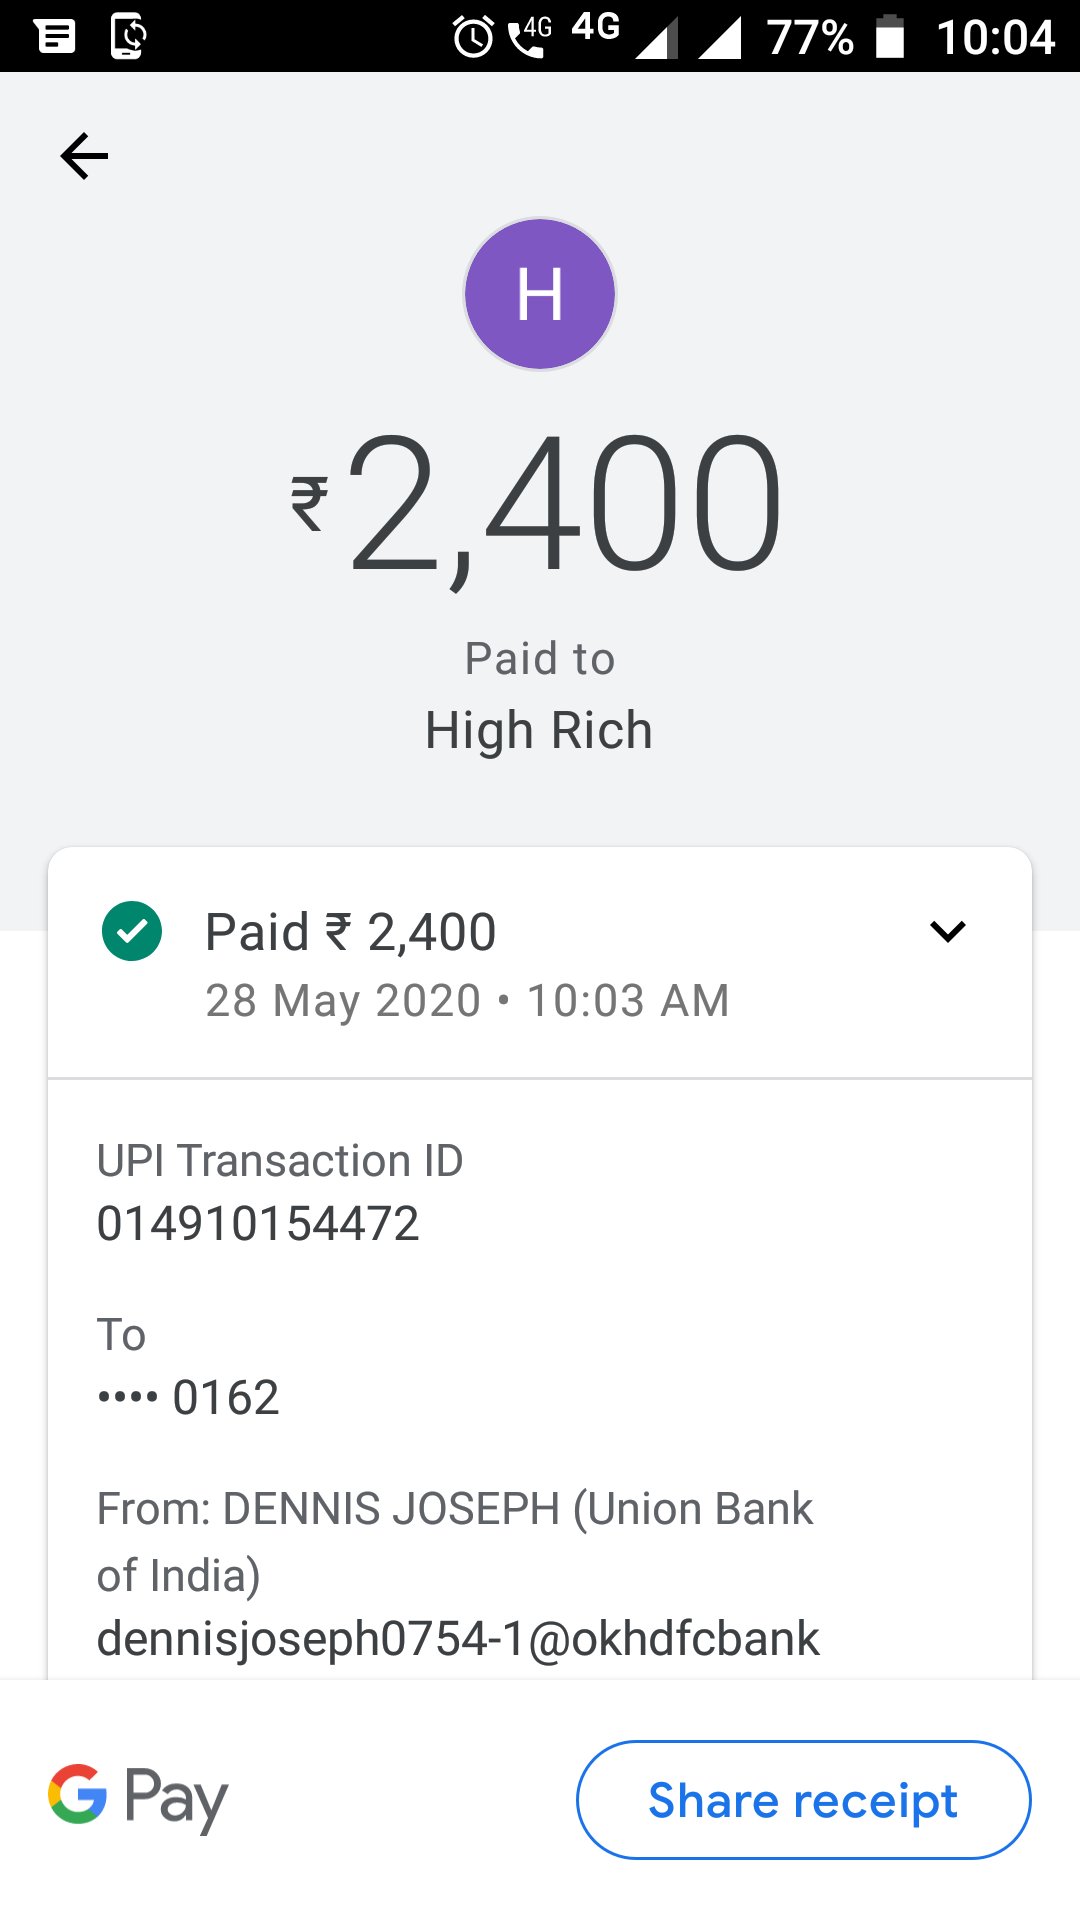 4G 4G 77% 10:04
H
₹2,400
Paid to
High Rich
Paid ₹ 2,400
28 May 2020 • 10:03 AM
UPI Transaction ID
014910154472
To
•••• 0162
From: DENNIS JOSEPH (Union Bank
of India)
dennisjoseph0754-1@okhdfcbank
G Pay
Share receipt